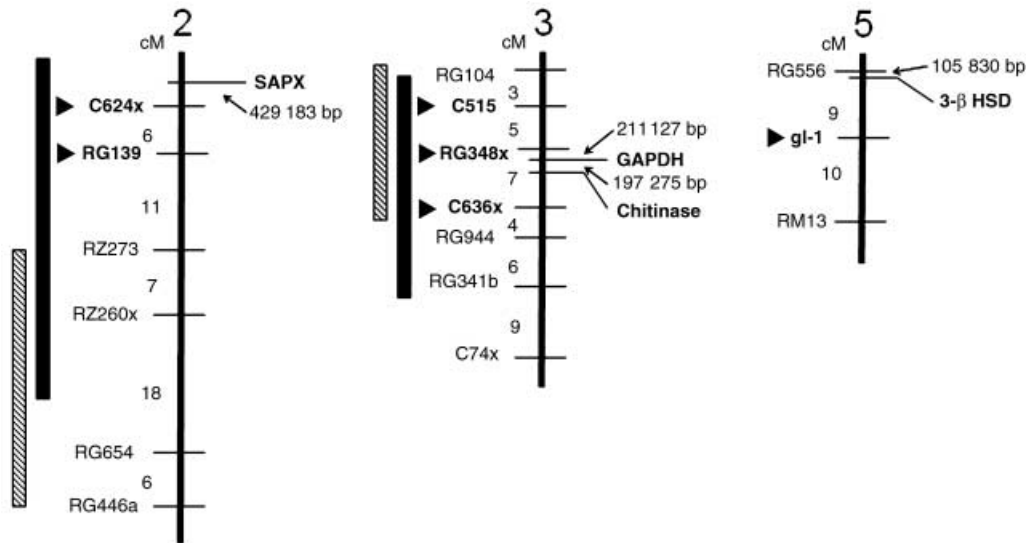 2
cM
SAPX
C624x
429 183 bp
6
RG139
11
RZ273
7
RZ260x
18
RG654
6
RG446a
3
cM
RG104
3
C515
5
211 127 bp
RG348x
GAPDH
197 275 bp
7
Chitinase
C636x
4
RG944
6
RG341b
9
C74x
5
cM
RG556
105 830 bp
3-β HSD
9
gl-1
10
RM13